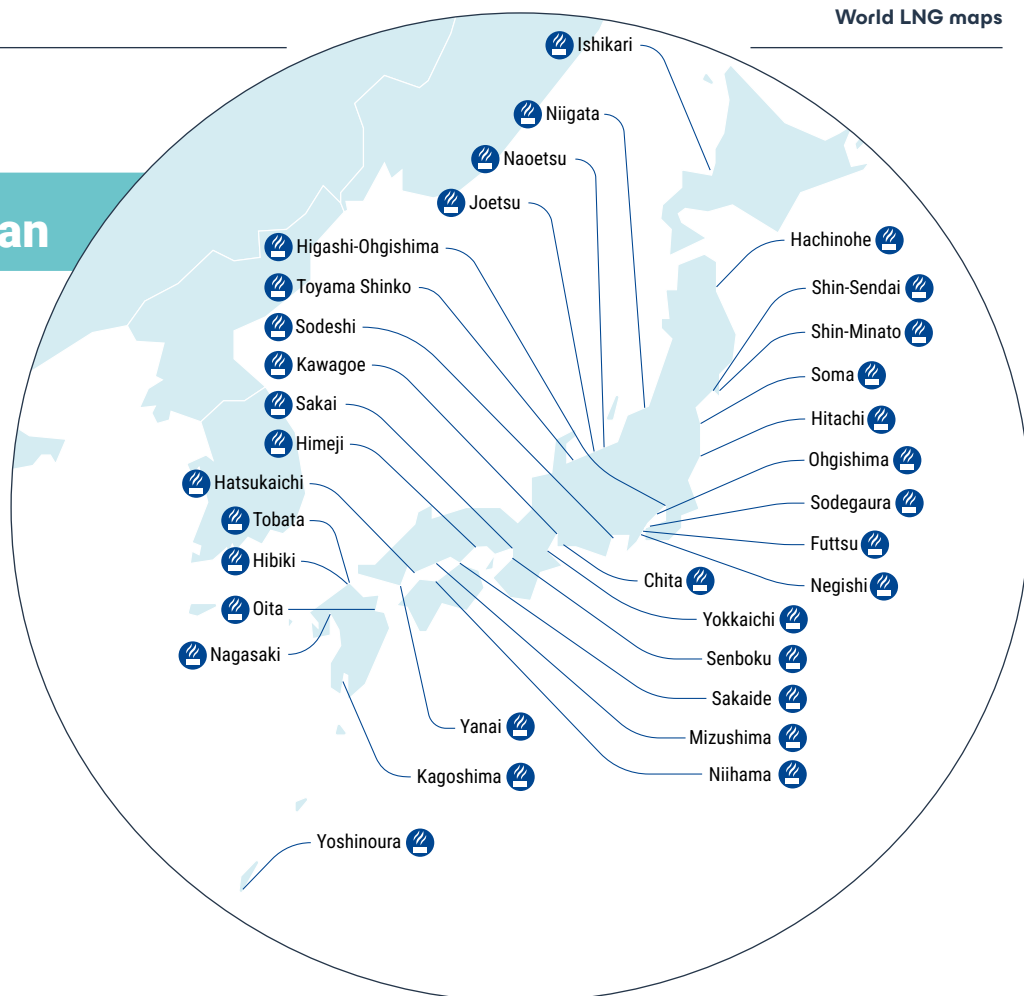 World LNG maps
an
Ishikari
Niigata
Naoetsu
Joetsu
Higashi-Ohgishima
Toyama Shinko
Sodeshi
Kawagoe
Sakai
Himeji
Hatsukaichi
Tobata
Hibiki
Oita
Nagasaki
Hachinohe
Shin-Sendai
Shin-Minato
Soma
Hitachi
Ohgishima
Sodegaura
Futtsu
Negishi
Chita
Yokkaichi
Senboku
Sakaide
Mizushima
Niihama
Yanai
Kagoshima
Yoshinoura